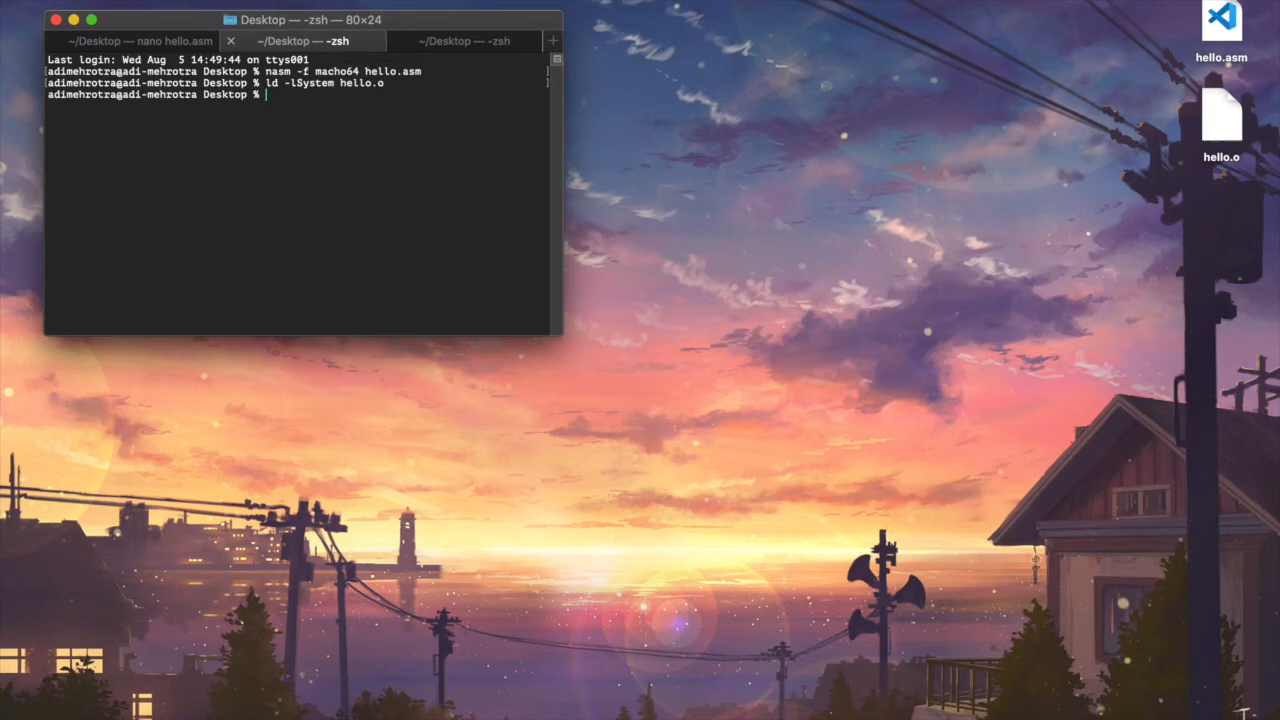 Desktop — -zsh — 80×24
~/Desktop — nano hello.asm
~/Desktop — -zsh
~/Desktop — -zsh
Last login: Wed Aug  5 14:49:44 on ttys001
[adimehrotra@adi-mehrotra Desktop % nasm -f macho64 hello.asm ]
[adimehrotra@adi-mehrotra Desktop % ld -lSystem hello.o ]
adimehrotra@adi-mehrotra Desktop %
hello.asm
hello.o